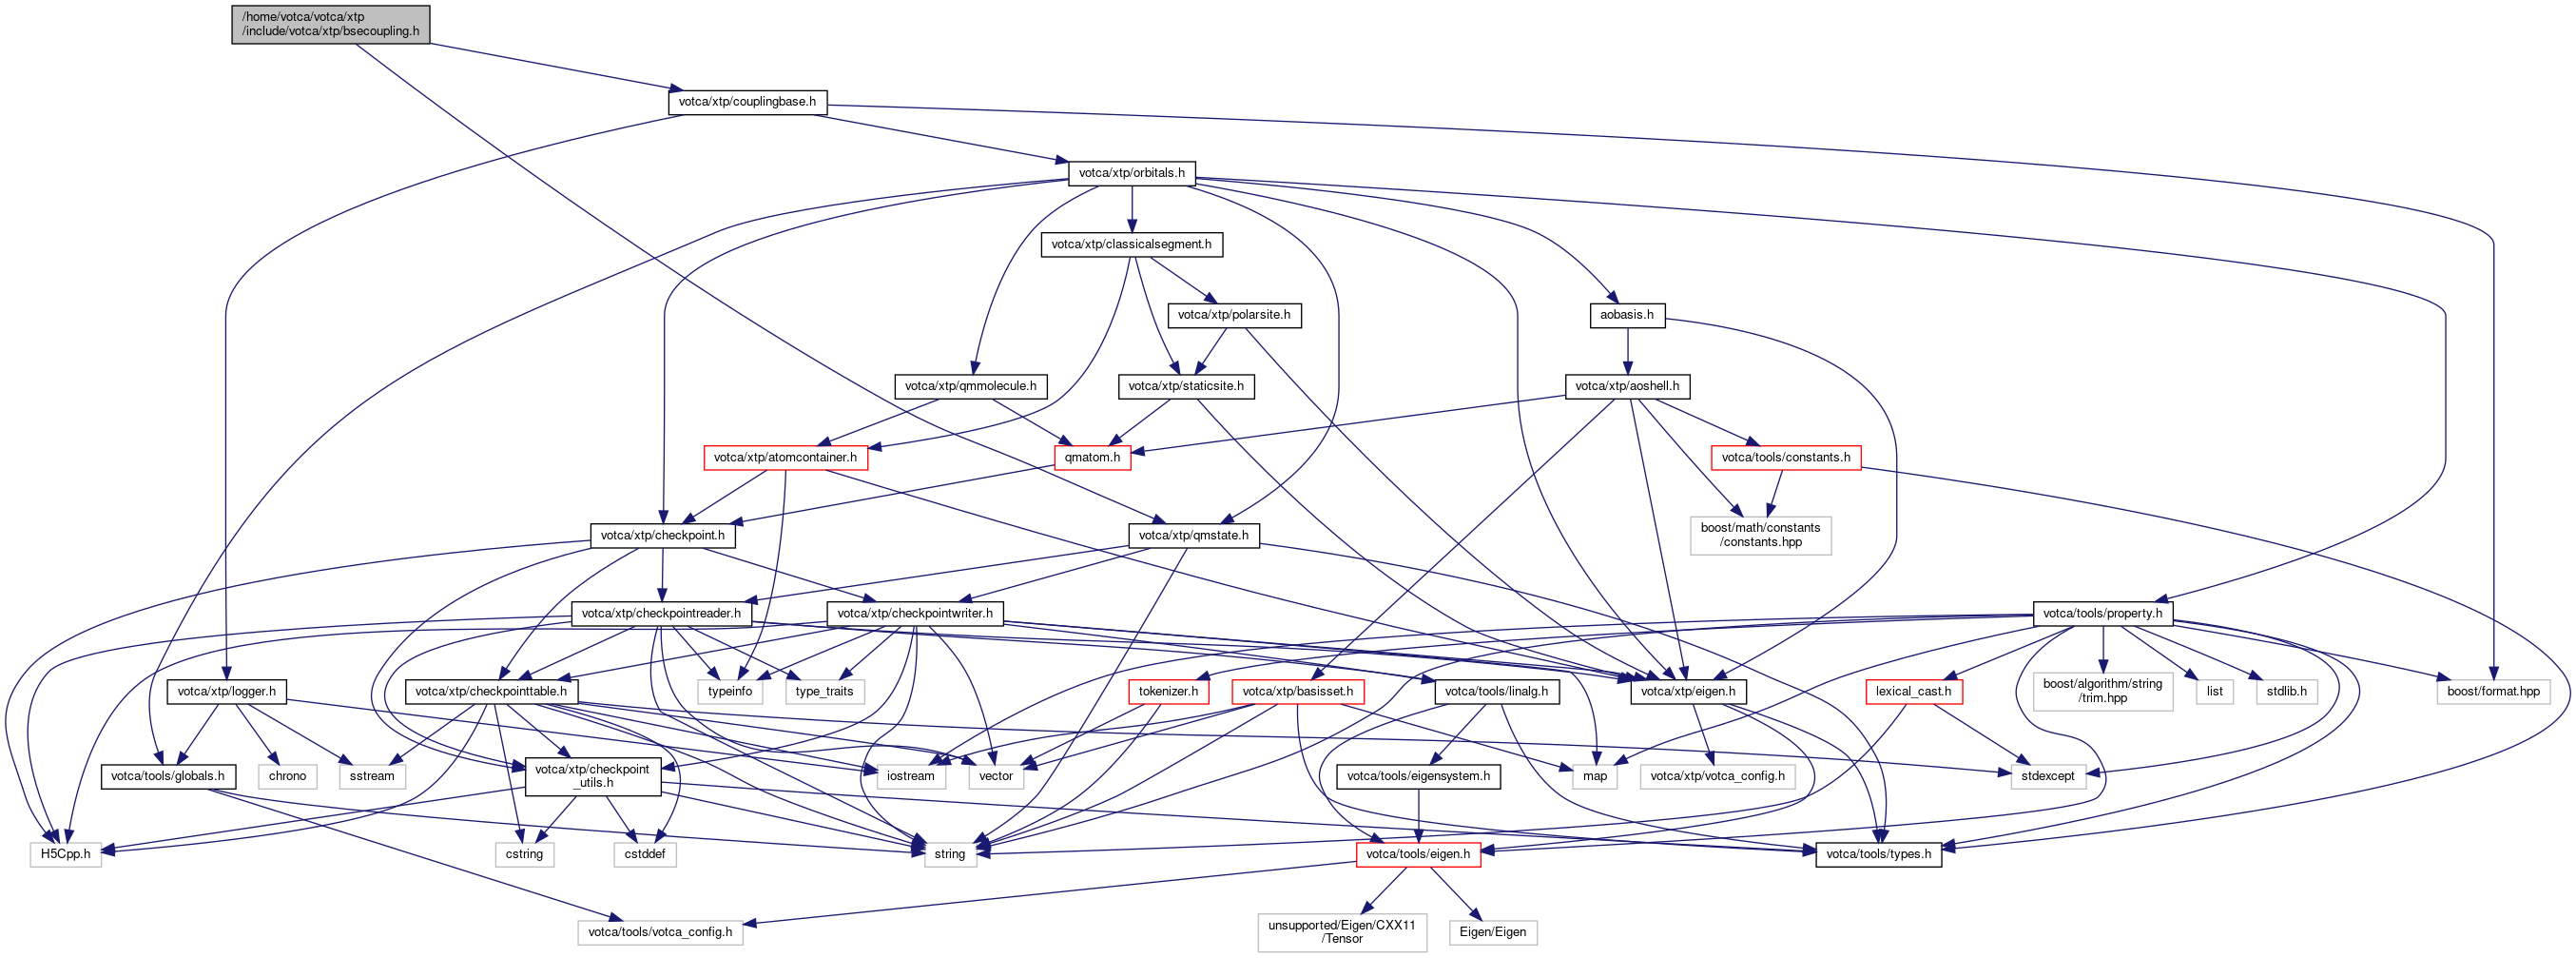 /home/votca/votca/xtp
/include/votca/xtp/bsecoupling.h
votca/xtp/couplingbase.h
votca/xtp/orbitals.h
votca/xtp/classicalsegment.h
votca/xtp/polarsite.h
aobasis.h
votca/xtp/qmmolecule.h
votca/xtp/staticsite.h
votca/xtp/aoshell.h
votca/xtp/atomcontainer.h
qmatom.h
votca/tools/constants.h
votca/xtp/checkpoint.h
votca/xtp/qmstate.h
boost/math/constants
/constants.hpp
votca/xtp/checkpointreader.h
votca/xtp/checkpointwriter.h
votca/tools/property.h
votca/xtp/logger.h
votca/xtp/checkpointtable.h
typeinfo
type_traits
tokenizer.h
votca/xtp/basisset.h
votca/tools/linalg.h
votca/xtp/eigen.h
lexical_cast.h
boost/algorithm/string
/trim.hpp
list
stdlib.h
boost/format.hpp
votca/tools/globals.h
chrono
sstream
votca/xtp/checkpoint
_utils.h
iostream
vector
votca/tools/eigensystem.h
map
votca/xtp/votca_config.h
stdexcept
H5Cpp.h
cstring
cstddef
string
votca/tools/eigen.h
votca/tools/types.h
votca/tools/votca_config.h
unsupported/Eigen/CXX11
/Tensor
Eigen/Eigen